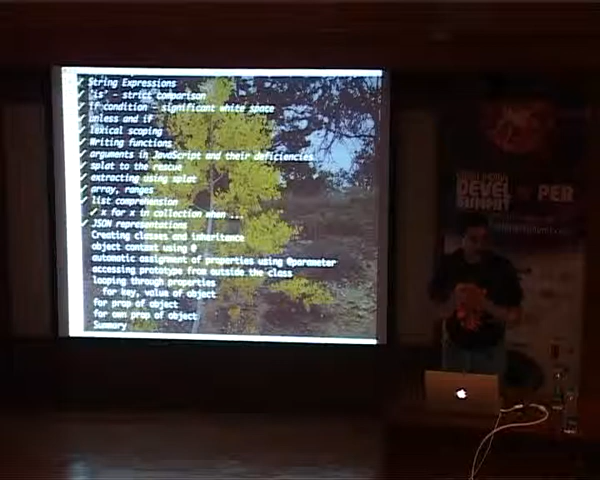 ✓ String Expressions
✓ "is" - strict comparison
✓ if condition - significant white space
✓ unless and if
✓ lexical scoping
✓ Writing functions
✓ arguments in JavaScript and their deficiencies
✓ splat to the rescue
✓ extracting using splat
✓ array, ranges
✓ list comprehension
✓ x for x in collection when ...
✓ JSON representations
Creating classes and inheritance
object context using @
automatic assignment of properties using @parameter
accessing prototype from outside the class
looping through properties
for key, value of object
for prop of object
for own prop of object
Summary
DEVEL PER
SUMMIT